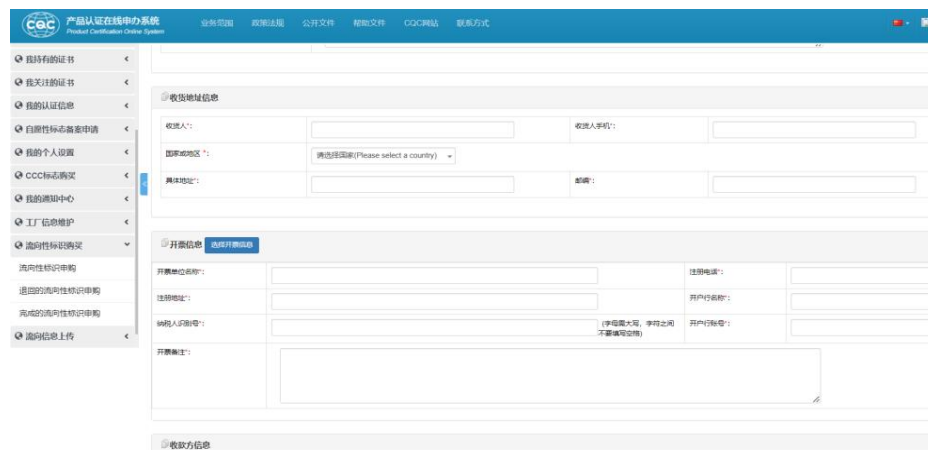 CQC 产品认证在线申办系统 业务范围 政策法规 公开文件 帮助文件 CQC网站 联系方式
Product Certification Online System
我持有的证书
我关注的证书
我的认证信息
自愿性标志备案申请
我的个人设置
CCC标志购买
我的通知中心
工厂信息维护
流向性标识购买
流向性标识申购
退回的流向性标识申购
完成的流向性标识申购
流向信息上传
收货地址信息
收货人*: 收货人手机*:
国家或地区 *: 请选择国家(Please select a country)
具体地址*: 邮编*:
开票信息 选择开票信息
开票单位名称*: 注册电话*:
注册地址*: 开户行名称*:
纳税人识别号*: (字母需大写，字符之间 开户行账号*:
不要填写空格)
开票备注*:
收款方信息